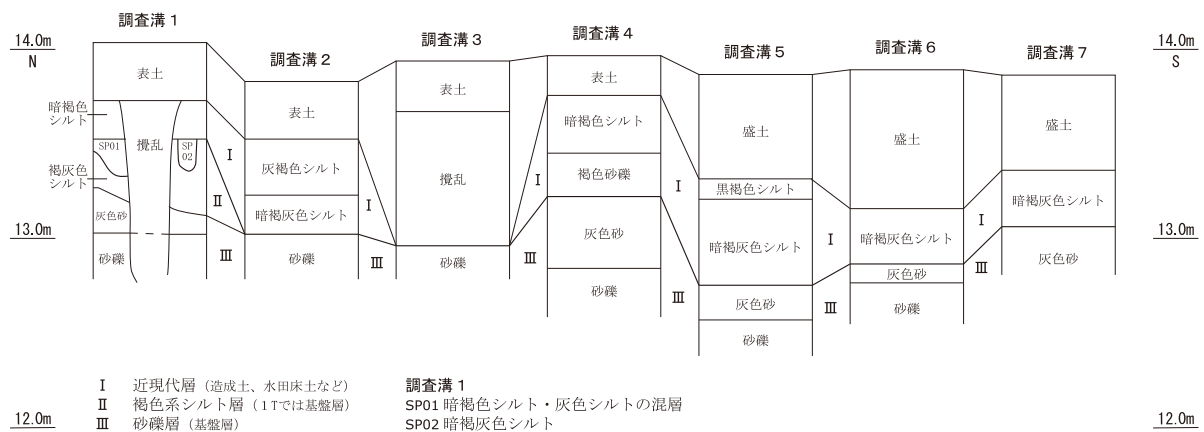 調査溝1
調査溝2
調査溝3
調査溝4
調査溝5
調査溝6
調査溝7
14.0m
N
14.0m
S
表土
暗褐色
シルト
SP01
攪乱
SP
02
褐灰色
シルト
灰色砂
砂礫
Ⅰ
Ⅱ
Ⅲ
表土
灰褐色シルト
暗褐灰色シルト
砂礫
Ⅰ
Ⅲ
表土
攪乱
砂礫
Ⅰ
Ⅲ
表土
暗褐色シルト
褐色砂礫
灰色砂
砂礫
Ⅰ
Ⅲ
盛土
黒褐色シルト
暗褐灰色シルト
灰色砂
砂礫
Ⅰ
Ⅲ
盛土
暗褐灰色シルト
灰色砂
砂礫
Ⅰ
Ⅲ
盛土
暗褐灰色シルト
灰色砂
13.0m
13.0m
Ⅰ 近現代層(造成土、水田床土など)
Ⅱ 褐色系シルト層(1Tでは基盤層)
Ⅲ 砂礫層(基盤層)
調査溝1
SP01 暗褐色シルト・灰色シルトの混層
SP02 暗褐灰色シルト
12.0m
12.0m